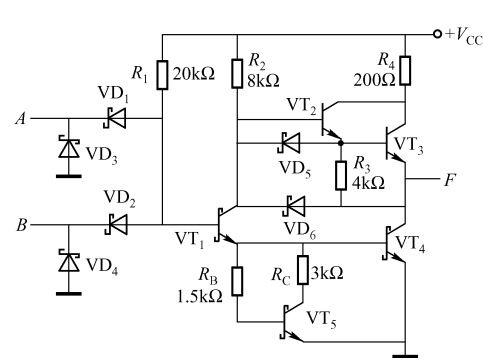 +V_CC
R_1
20kΩ
R_2
8kΩ
R_4
200Ω
VD_1
VT_2
A
VD_3
VD_5
VT_3
R_3
4kΩ
F
VD_2
B
VT_1
VD_6
VT_4
VD_4
R_B
1.5kΩ
R_C
3kΩ
VT_5